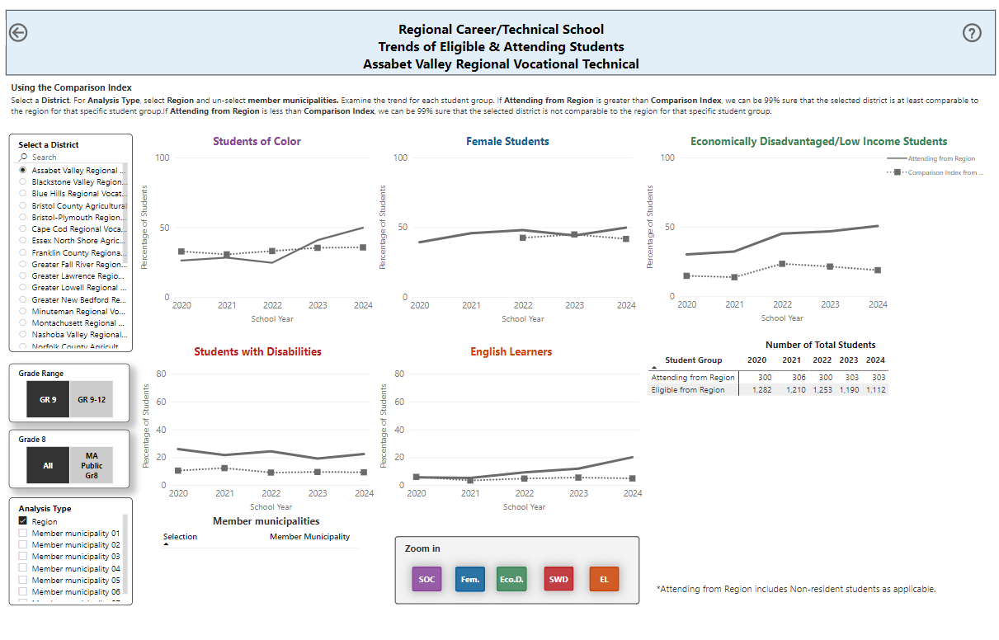 Regional Career/Technical School
Trends of Eligible & Attending Students
Assabet Valley Regional Vocational Technical
?
Using the Comparison Index
Select a District. For Analysis Type, select Region and un-select member municipalities. Examine the trend for each student group. If Attending from Region is greater than Comparison Index, we can be 99% sure that the selected district is at least comparable to
the region for that specific student group.If Attending from Region is less than Comparison Index, we can be 99% sure that the selected district is not comparable to the region for that specific student group.
Select a District
Search
Assabet Valley Regional ...
Blackstone Valley Region...
Blue Hills Regional Vocat...
Bristol County Agricultural
Bristol-Plymouth Region...
Cape Cod Regional Voca...
Essex North Shore Agric...
Franklin County Regiona...
Greater Fall River Region...
Greater Lawrence Regio...
Greater Lowell Regional ...
Greater New Bedford Re...
Minuteman Regional Vo...
Montachusett Regional ...
Nashoba Valley Regional...
Norfolk County Agricult...
Grade Range
GR 9
GR 9-12
Grade 8
All
MA
Public
Gr8
Analysis Type
Region
Member municipality 01
Member municipality 02
Member municipality 03
Member municipality 04
Member municipality 05
Member municipality 06
Students of Color
Percentage of Students
100
50
0
2020 2021 2022 2023 2024
School Year
Female Students
Percentage of Students
100
50
0
2020 2021 2022 2023 2024
School Year
Economically Disadvantaged/Low Income Students
Attending from Region
Comparison Index from ...
Percentage of Students
100
50
0
2020 2021 2022 2023 2024
School Year
Students with Disabilities
Percentage of Students
80
60
40
20
0
2020 2021 2022 2023 2024
School Year
English Learners
Percentage of Students
80
60
40
20
0
2020 2021 2022 2023 2024
School Year
Number of Total Students
Student Group 2020 2021 2022 2023 2024
Attending from Region 300 306 300 303 303
Eligible from Region 1,282 1,210 1,253 1,190 1,112
Member municipalities
Selection Member Municipality
Zoom in
SOC
Fem.
Eco.D.
SWD
EL
*Attending from Region includes Non-resident students as applicable.